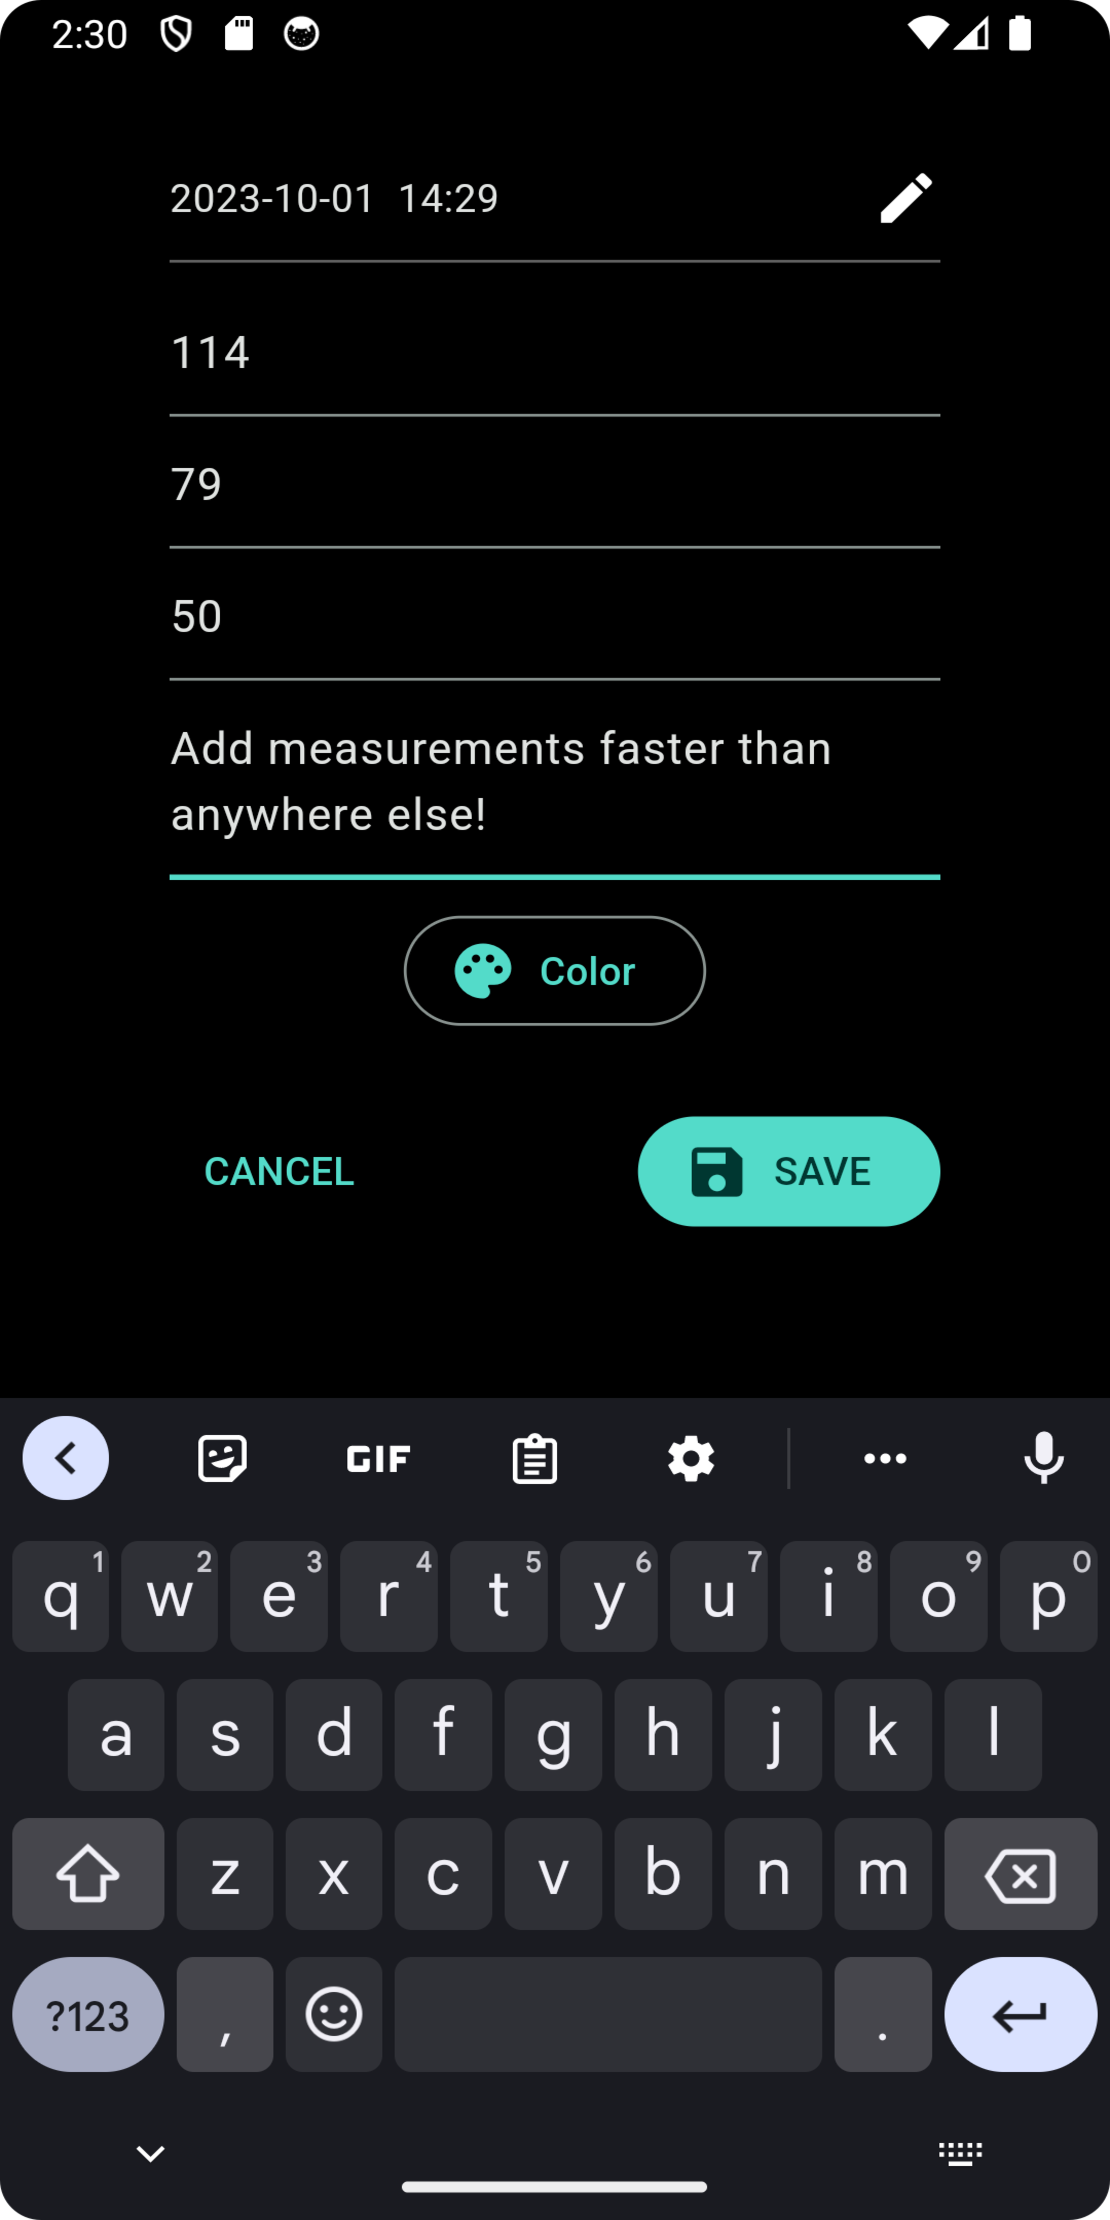 2:30
2023-10-01 14:29
114
79
50
Add measurements faster than
anywhere else!
Color
CANCEL
SAVE
GIF
1 2 3 4 5 6 7 8 9 0
q w e r t y u i o p
a s d f g h j k l
z x c v b n m
?123 , .